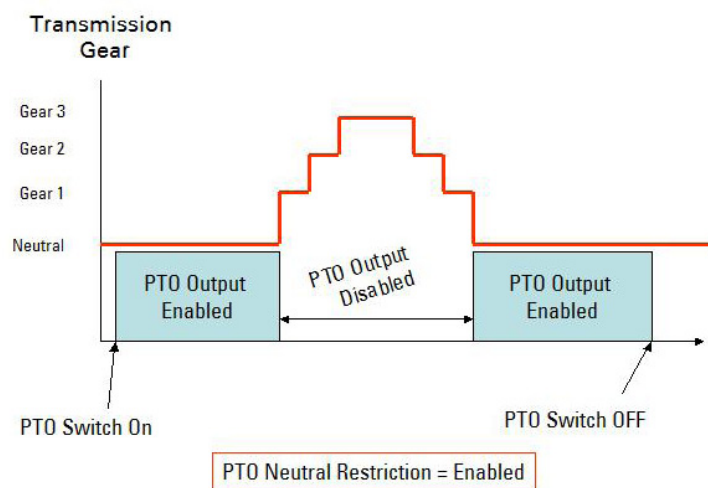 Transmission
Gear
Gear 3
Gear 2
Gear 1
Neutral
PTO Output
Enabled
PTO Output
Disabled
PTO Output
Enabled
PTO Switch On
PTO Switch OFF
PTO Neutral Restriction = Enabled